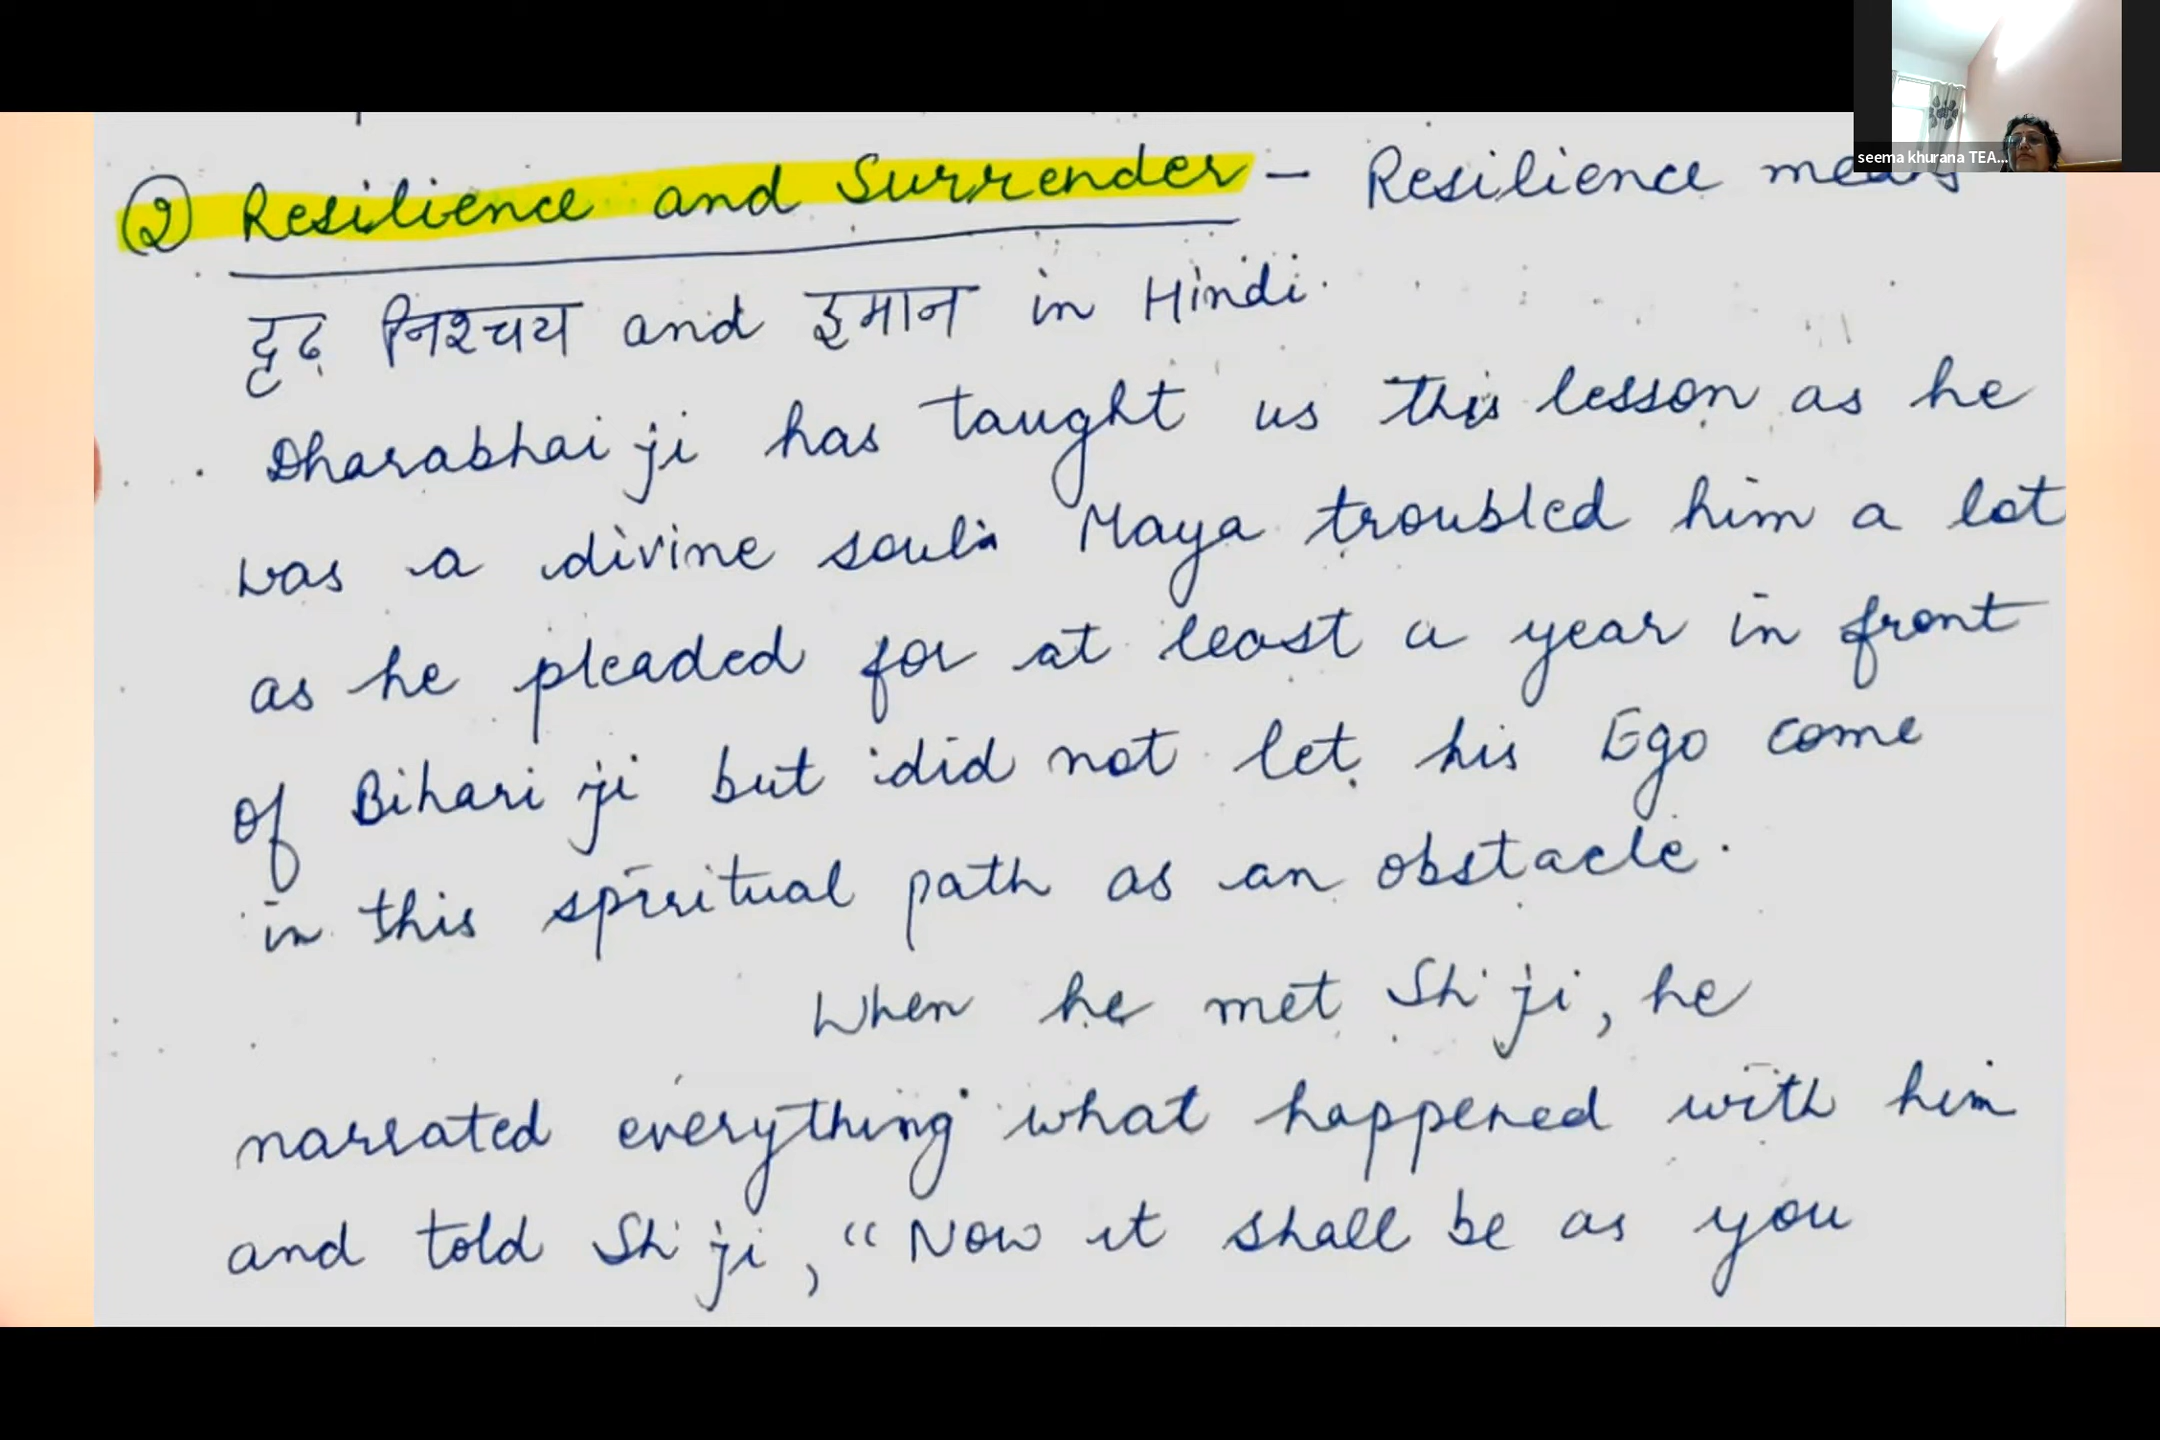 seema khurana TEA...
② Resilience and Surrender – Resilience means
दृढ़ निश्चय and इमान in Hindi.
Dharabhai ji has taught us this lesson as he
was a divine soul. Maya troubled him a lot
as he pleaded for at least a year in front
of Bihari ji but did not let his Ego come
in this spiritual path as an obstacle.
When he met Sh ji, he
narrated everything what happened with him
and told Sh ji, “Now it shall be as you